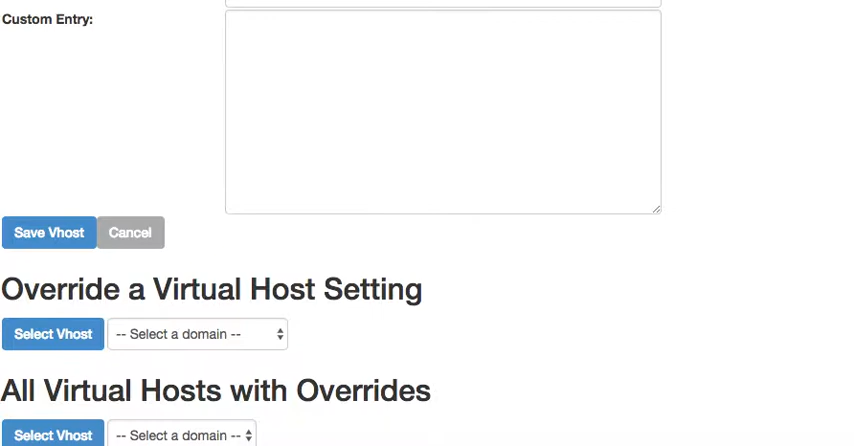 Custom Entry:
Save Vhost Cancel
Override a Virtual Host Setting
Select Vhost -- Select a domain --
All Virtual Hosts with Overrides
Select Vhost -- Select a domain --